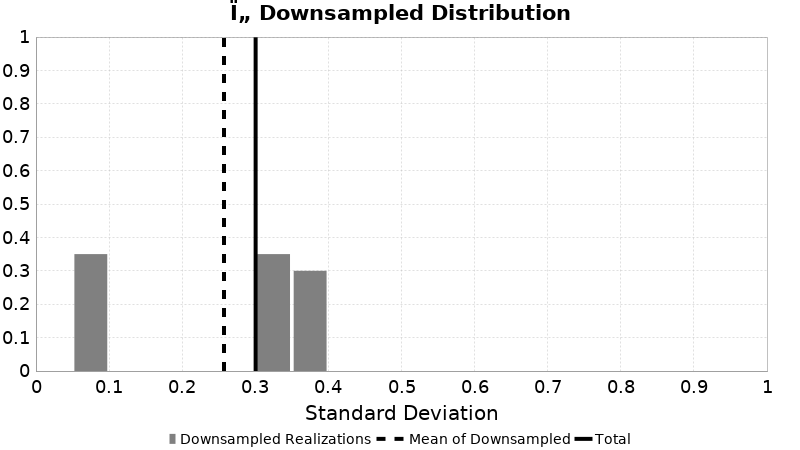 Ï„ Downsampled Distribution
1
0.9
0.8
0.7
0.6
0.5
0.4
0.3
0.2
0.1
0
0 0.1 0.2 0.3 0.4 0.5 0.6 0.7 0.8 0.9 1
Standard Deviation
Downsampled Realizations Mean of Downsampled Total